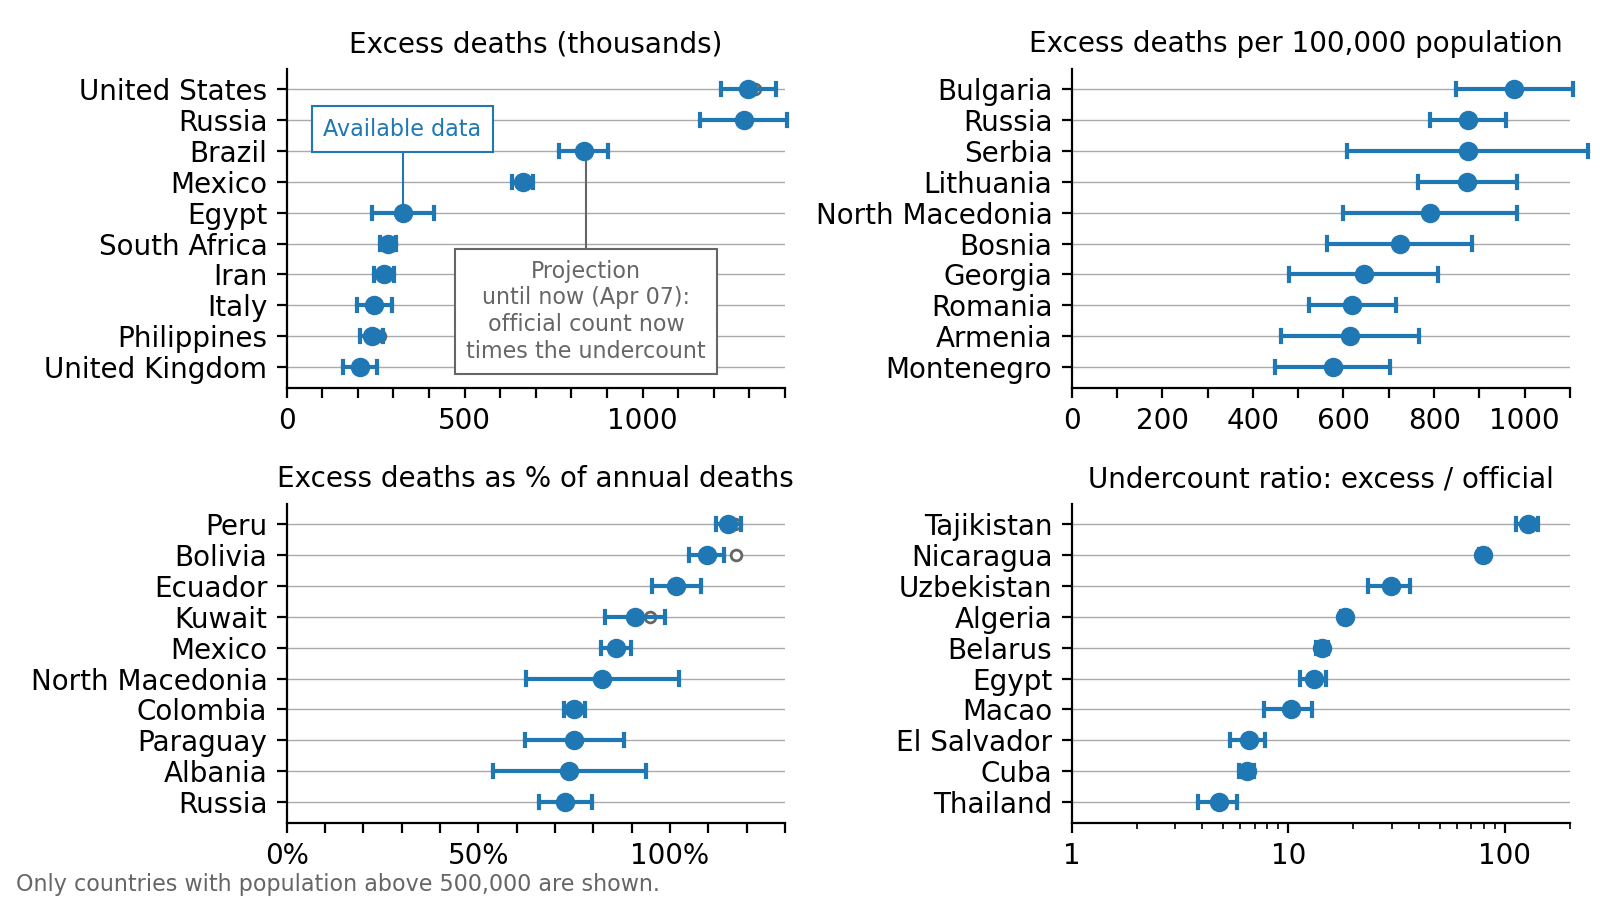 Excess deaths (thousands)
United States
Russia
Brazil
Mexico
Egypt
South Africa
Iran
Italy
Philippines
United Kingdom
Available data
Projection
until now (Apr 07):
official count now
times the undercount
0 500 1000
Excess deaths per 100,000 population
Bulgaria
Russia
Serbia
Lithuania
North Macedonia
Bosnia
Georgia
Romania
Armenia
Montenegro
0 200 400 600 800 1000
Excess deaths as % of annual deaths
Peru
Bolivia
Ecuador
Kuwait
Mexico
North Macedonia
Colombia
Paraguay
Albania
Russia
0% 50% 100%
Undercount ratio: excess / official
Tajikistan
Nicaragua
Uzbekistan
Algeria
Belarus
Egypt
Macao
El Salvador
Cuba
Thailand
1 10 100
Only countries with population above 500,000 are shown.